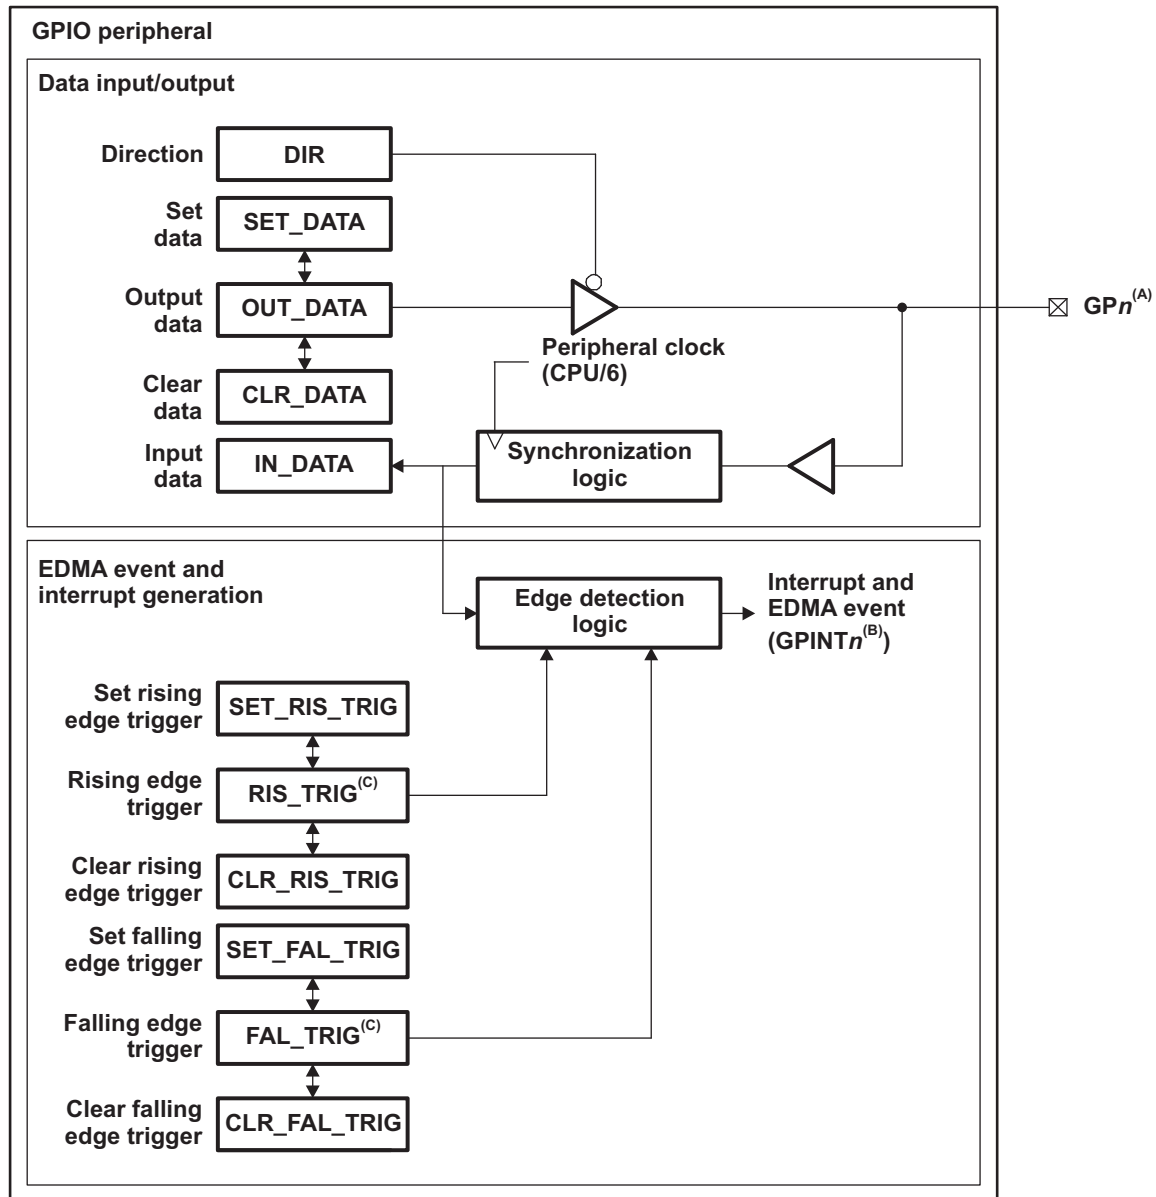 GPIO peripheral
Data input/output
Direction
DIR
Set
data
SET_DATA
Output
data
OUT_DATA
GPn(A)
Peripheral clock
(CPU/6)
Clear
data
CLR_DATA
Input
data
IN_DATA
Synchronization
logic
EDMA event and
interrupt generation
Edge detection
logic
Interrupt and
EDMA event
(GPINTn(B))
Set rising
edge trigger
SET_RIS_TRIG
Rising edge
trigger
RIS_TRIG(C)
Clear rising
edge trigger
CLR_RIS_TRIG
Set falling
edge trigger
SET_FAL_TRIG
Falling edge
trigger
FAL_TRIG(C)
Clear falling
edge trigger
CLR_FAL_TRIG